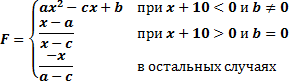 F = { ax² − cx + b при x + 10 < 0 и b ≠ 0
(x − a)/(x − c) при x + 10 > 0 и b = 0
−x/(a − c) в остальных случаях